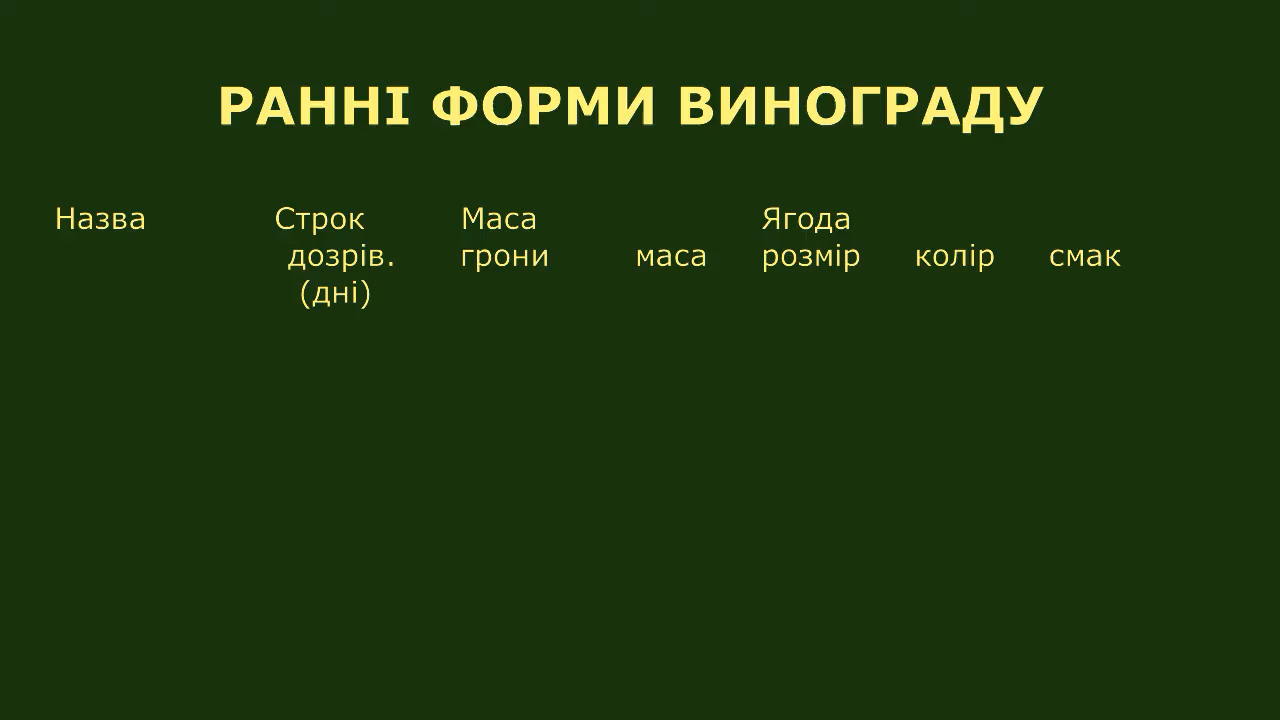 РАННІ ФОРМИ ВИНОГРАДУ
Назва Строк Маса Ягода
дозрів. грони маса розмір колір смак
(дні)